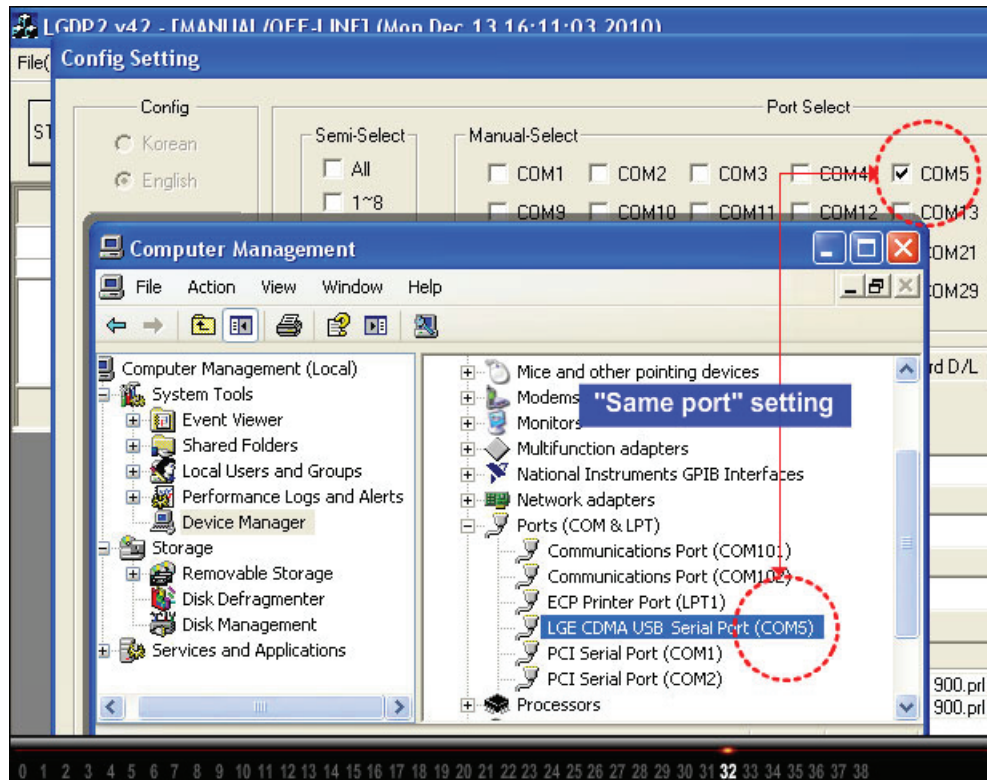 LGDP2 v42 - [MANUAL/OFF-LINE] (Mon Dec 13 16:11:03 2010)
File(
Config Setting
ST
Config
Korean
English
Port Select
Semi-Select
All
1~8
Manual-Select
COM1 COM2 COM3 COM4 COM5
COM9 COM10 COM11 COM12 COM13
COM21
COM29
rd D/L
Computer Management
File Action View Window Help
Computer Management (Local)
System Tools
Event Viewer
Shared Folders
Local Users and Groups
Performance Logs and Alerts
Device Manager
Storage
Removable Storage
Disk Defragmenter
Disk Management
Services and Applications
Mice and other pointing devices
Modems
"Same port" setting
Monitors
Multifunction adapters
National Instruments GPIB Interfaces
Network adapters
Ports (COM & LPT)
Communications Port (COM101)
Communications Port (COM102)
ECP Printer Port (LPT1)
LGE CDMA USB Serial Port (COM5)
PCI Serial Port (COM1)
PCI Serial Port (COM2)
Processors
900.prl
900.prl
0 1 2 3 4 5 6 7 8 9 10 11 12 13 14 15 16 17 18 19 20 21 22 23 24 25 26 27 28 29 30 31 32 33 34 35 36 37 38